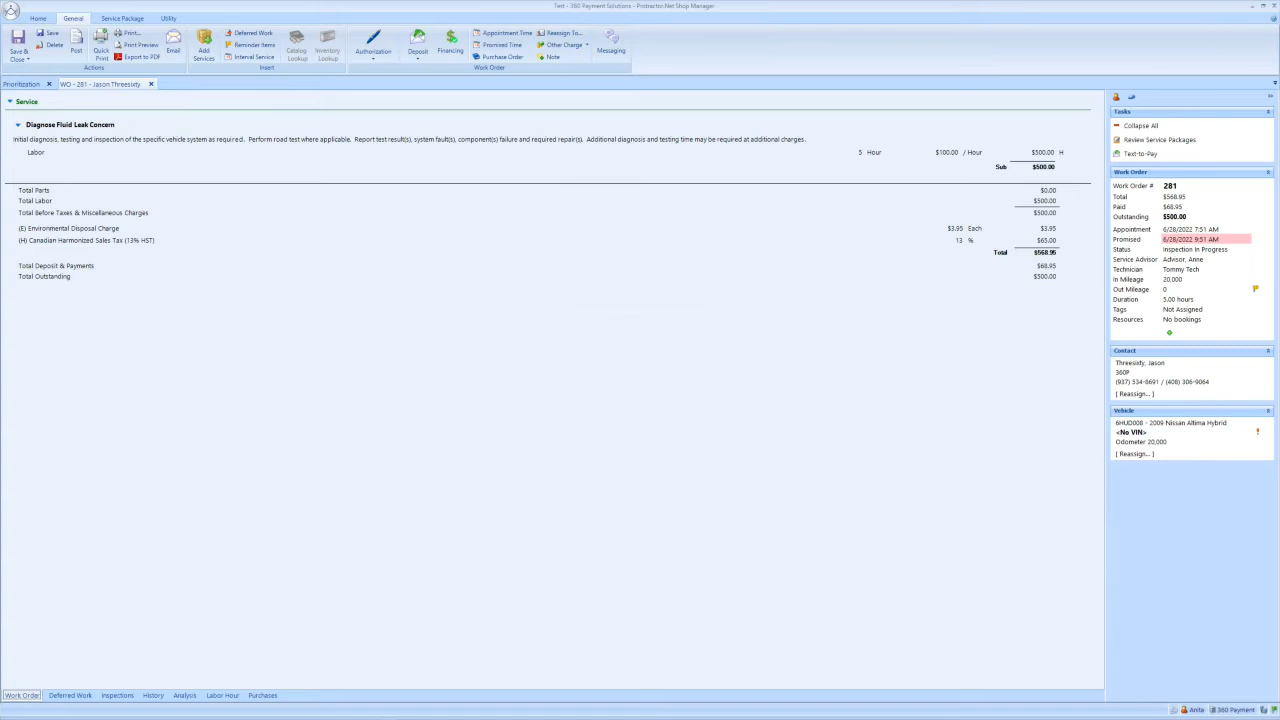 Test - 360 Payment Solutions - Protractor.Net Shop Manager
Home General Service Package Utility
Save & Close
Save
Delete
Post
Quick Print
Print...
Print Preview
Export to PDF
Email
Actions
Add Services
Deferred Work
Reminder Items
Interval Service
Catalog Lookup
Inventory Lookup
Insert
Authorization
Deposit
Financing
Appointment Time
Promised Time
Purchase Order
Reassign To...
Other Charge
Note
Messaging
Work Order
Prioritization
WO - 281 - Jason Threesixty
Service
Diagnose Fluid Leak Concern
Initial diagnosis, testing and inspection of the specific vehicle system as required. Perform road test where applicable. Report test result(s), fault(s), component(s) failure and required repair(s). Additional diagnosis and testing time may be required at additional charges.
Labor 5 Hour $100.00 / Hour $500.00 H
Sub $500.00
Total Parts $0.00
Total Labor $500.00
Total Before Taxes & Miscellaneous Charges $500.00
(E) Environmental Disposal Charge $3.95 Each $3.95
(H) Canadian Harmonized Sales Tax (13% HST) 13 % $65.00
Total $568.95
Total Deposit & Payments $68.95
Total Outstanding $500.00
Tasks
Collapse All
Review Service Packages
Text-to-Pay
Work Order
Work Order # 281
Total $568.95
Paid $68.95
Outstanding $500.00
Appointment 6/28/2022 7:51 AM
Promised 6/28/2022 9:51 AM
Status Inspection In Progress
Service Advisor Advisor, Anne
Technician Tommy Tech
In Mileage 20,000
Out Mileage 0
Duration 5.00 hours
Tags Not Assigned
Resources No bookings
Contact
Threesixty, Jason
360P
(937) 534-8691 / (408) 306-9064
[ Reassign... ]
Vehicle
6HUD008 - 2009 Nissan Altima Hybrid
<No VIN>
Odometer 20,000
[ Reassign... ]
Work Order Deferred Work Inspections History Analysis Labor Hour Purchases
Anita 360 Payment